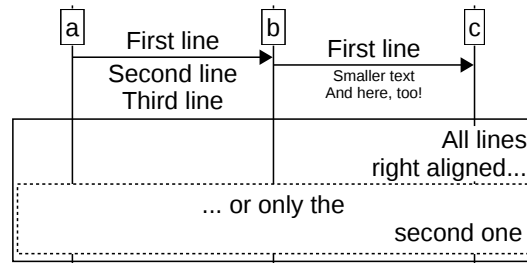 a
b
c
First line
Second line
Third line
First line
Smaller text
And here, too!
All lines
right aligned...
... or only the
second one